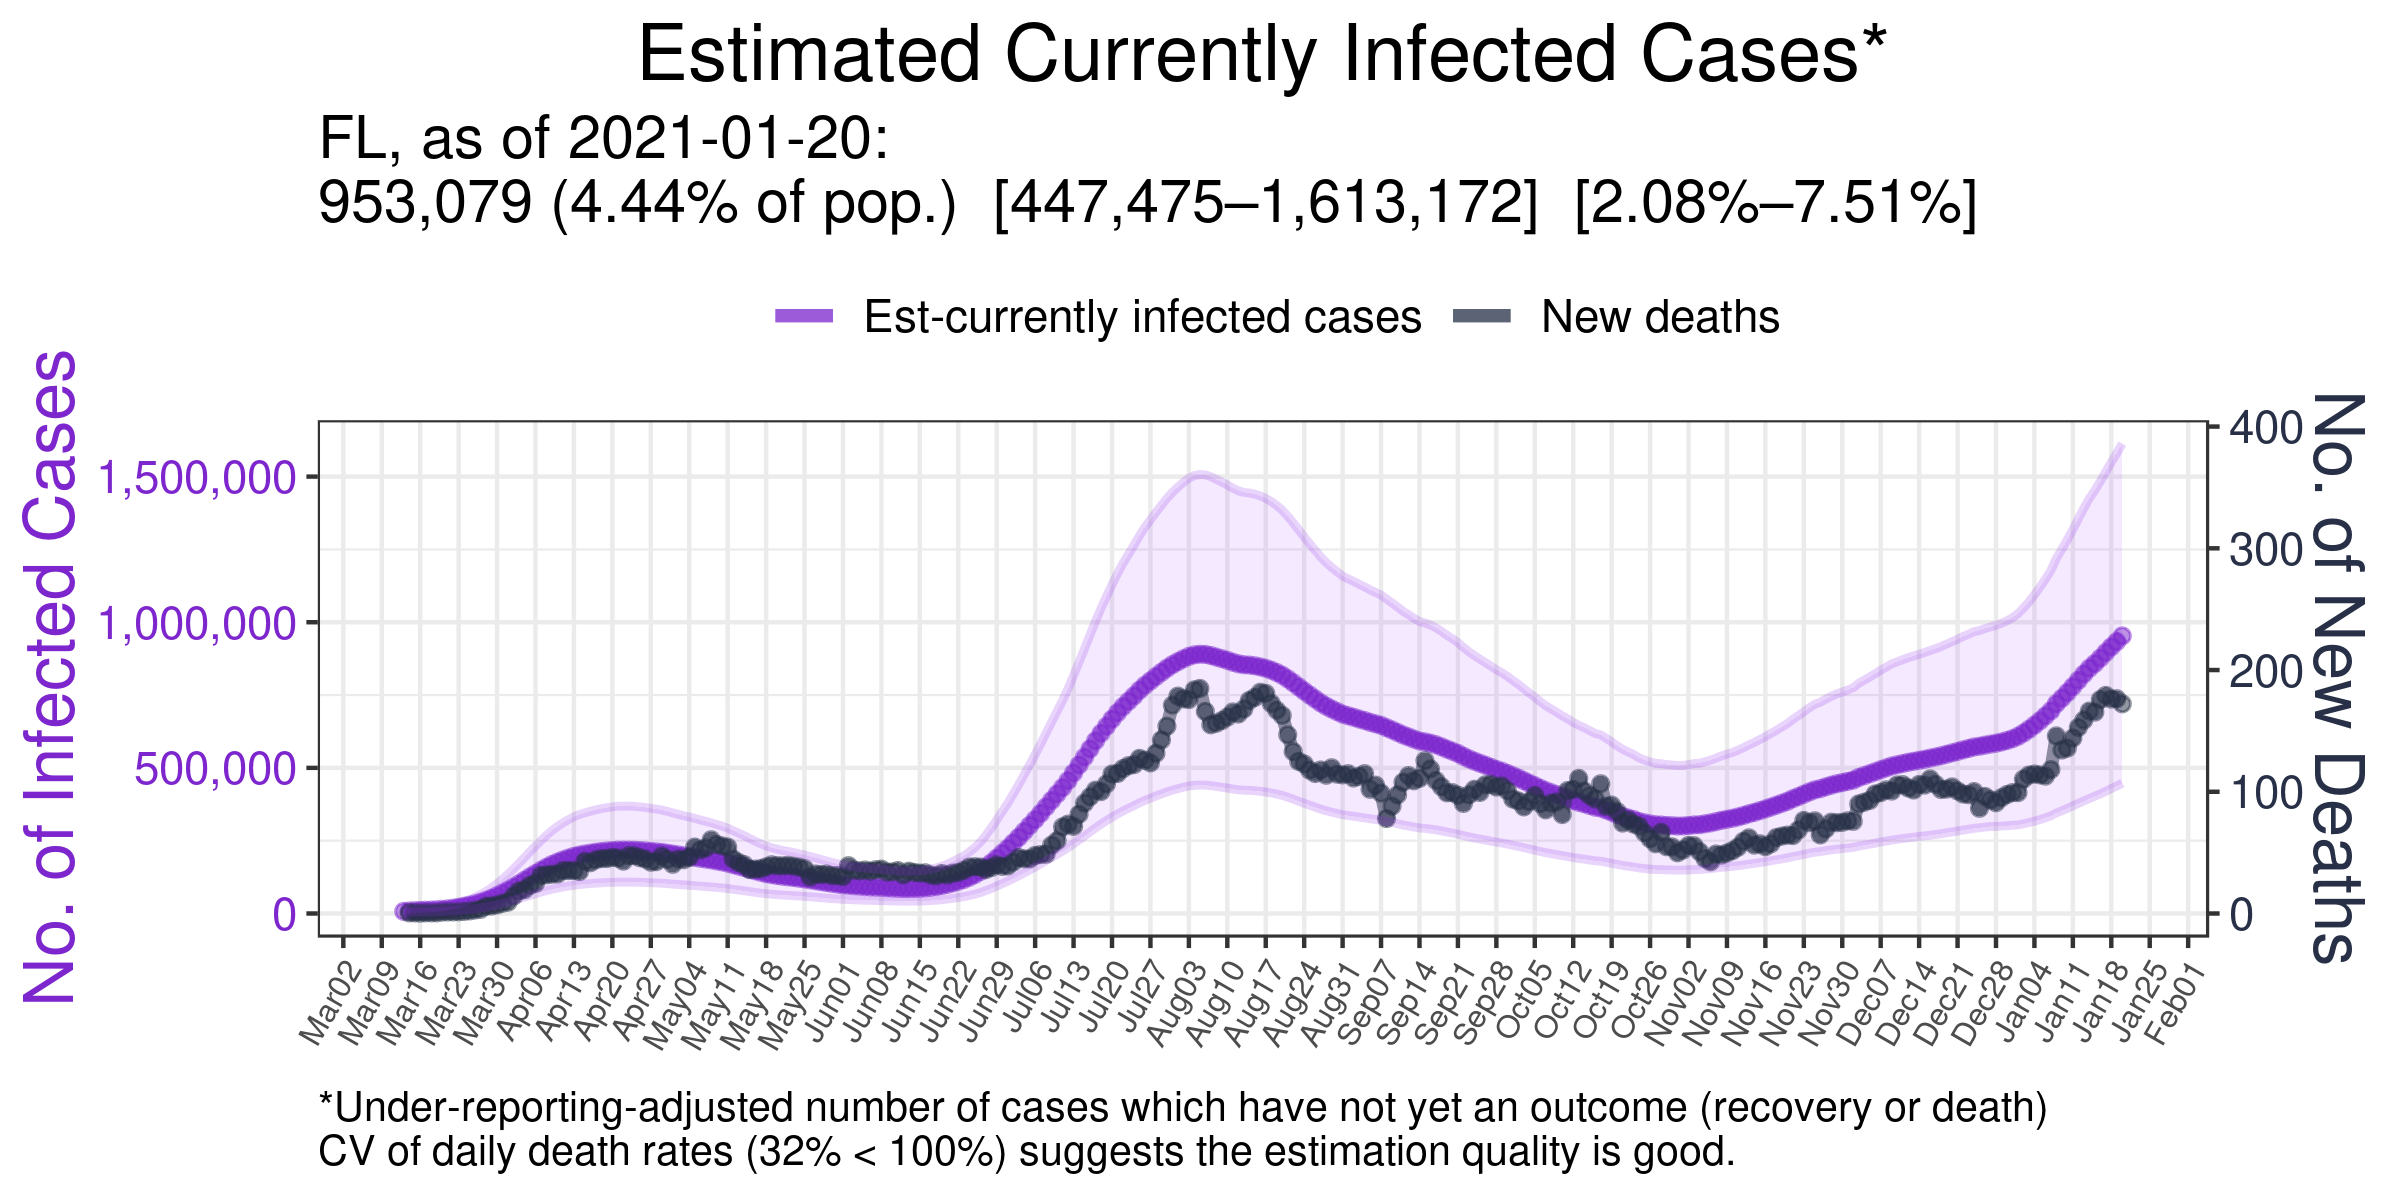 Estimated Currently Infected Cases*
FL, as of 2021-01-20:
953,079 (4.44% of pop.)  [447,475–1,613,172]  [2.08%–7.51%]
Est-currently infected cases
New deaths
No. of Infected Cases
1,500,000
1,000,000
500,000
0
400
300
200
100
0
No. of New Deaths
Mar02
Mar09
Mar16
Mar23
Mar30
Apr06
Apr13
Apr20
Apr27
May04
May11
May18
May25
Jun01
Jun08
Jun15
Jun22
Jun29
Jul06
Jul13
Jul20
Jul27
Aug03
Aug10
Aug17
Aug24
Aug31
Sep07
Sep14
Sep21
Sep28
Oct05
Oct12
Oct19
Oct26
Nov02
Nov09
Nov16
Nov23
Nov30
Dec07
Dec14
Dec21
Dec28
Jan04
Jan11
Jan18
Jan25
Feb01
*Under-reporting-adjusted number of cases which have not yet an outcome (recovery or death)
CV of daily death rates (32% < 100%) suggests the estimation quality is good.